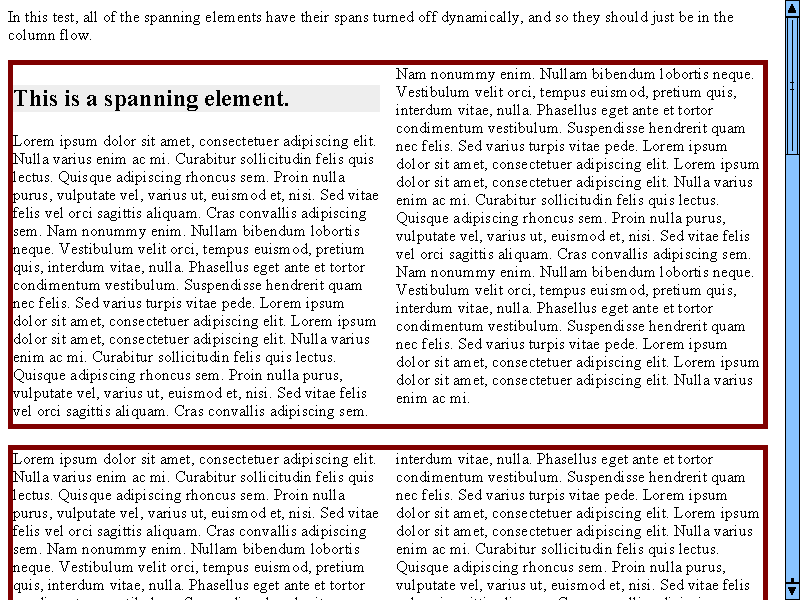 In this test, all of the spanning elements have their spans turned off dynamically, and so they should just be in the
column flow.
This is a spanning element.
Lorem ipsum dolor sit amet, consectetuer adipiscing elit.
Nulla varius enim ac mi. Curabitur sollicitudin felis quis
lectus. Quisque adipiscing rhoncus sem. Proin nulla
purus, vulputate vel, varius ut, euismod et, nisi. Sed vitae
felis vel orci sagittis aliquam. Cras convallis adipiscing
sem. Nam nonummy enim. Nullam bibendum lobortis
neque. Vestibulum velit orci, tempus euismod, pretium
quis, interdum vitae, nulla. Phasellus eget ante et tortor
condimentum vestibulum. Suspendisse hendrerit quam
nec felis. Sed varius turpis vitae pede. Lorem ipsum
dolor sit amet, consectetuer adipiscing elit. Lorem ipsum
dolor sit amet, consectetuer adipiscing elit. Nulla varius
enim ac mi. Curabitur sollicitudin felis quis lectus.
Quisque adipiscing rhoncus sem. Proin nulla purus,
vulputate vel, varius ut, euismod et, nisi. Sed vitae felis
vel orci sagittis aliquam. Cras convallis adipiscing sem.
Nam nonummy enim. Nullam bibendum lobortis neque.
Vestibulum velit orci, tempus euismod, pretium quis,
interdum vitae, nulla. Phasellus eget ante et tortor
condimentum vestibulum. Suspendisse hendrerit quam
nec felis. Sed varius turpis vitae pede. Lorem ipsum
dolor sit amet, consectetuer adipiscing elit. Lorem ipsum
dolor sit amet, consectetuer adipiscing elit. Nulla varius
enim ac mi. Curabitur sollicitudin felis quis lectus.
Quisque adipiscing rhoncus sem. Proin nulla purus,
vulputate vel, varius ut, euismod et, nisi. Sed vitae felis
vel orci sagittis aliquam. Cras convallis adipiscing sem.
Nam nonummy enim. Nullam bibendum lobortis neque.
Vestibulum velit orci, tempus euismod, pretium quis,
interdum vitae, nulla. Phasellus eget ante et tortor
condimentum vestibulum. Suspendisse hendrerit quam
nec felis. Sed varius turpis vitae pede. Lorem ipsum
dolor sit amet, consectetuer adipiscing elit. Lorem ipsum
dolor sit amet, consectetuer adipiscing elit. Nulla varius
enim ac mi.
Lorem ipsum dolor sit amet, consectetuer adipiscing elit.
Nulla varius enim ac mi. Curabitur sollicitudin felis quis
lectus. Quisque adipiscing rhoncus sem. Proin nulla
purus, vulputate vel, varius ut, euismod et, nisi. Sed vitae
felis vel orci sagittis aliquam. Cras convallis adipiscing
sem. Nam nonummy enim. Nullam bibendum lobortis
neque. Vestibulum velit orci, tempus euismod, pretium
quis, interdum vitae, nulla. Phasellus eget ante et tortor
interdum vitae, nulla. Phasellus eget ante et tortor
condimentum vestibulum. Suspendisse hendrerit quam
nec felis. Sed varius turpis vitae pede. Lorem ipsum
dolor sit amet, consectetuer adipiscing elit. Lorem ipsum
dolor sit amet, consectetuer adipiscing elit. Nulla varius
enim ac mi. Curabitur sollicitudin felis quis lectus.
Quisque adipiscing rhoncus sem. Proin nulla purus,
vulputate vel, varius ut, euismod et, nisi. Sed vitae felis